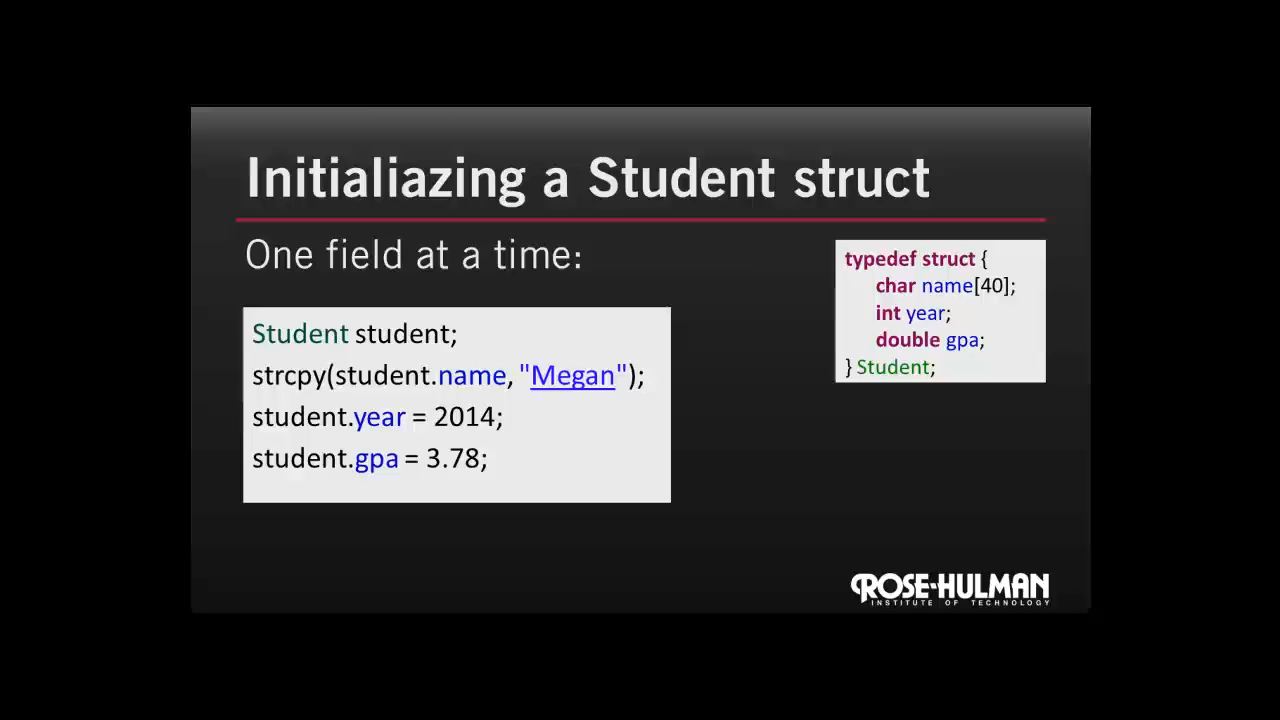 Initialiazing a Student struct
One field at a time:
Student student;
strcpy(student.name, "Megan");
student.year = 2014;
student.gpa = 3.78;
typedef struct {
char name[40];
int year;
double gpa;
} Student;
ROSE-HULMAN
INSTITUTE OF TECHNOLOGY